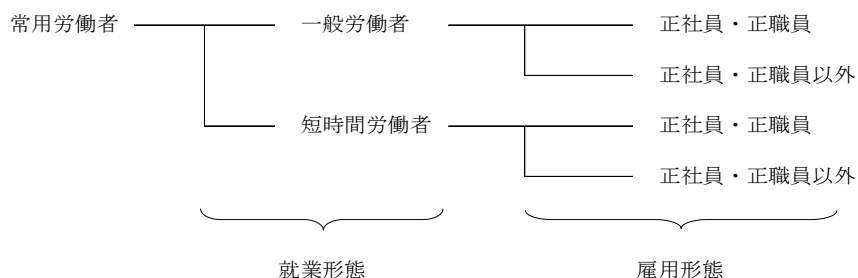 常用労働者 一般労働者 正社員・正職員
正社員・正職員以外
短時間労働者 正社員・正職員
正社員・正職員以外
就業形態 雇用形態